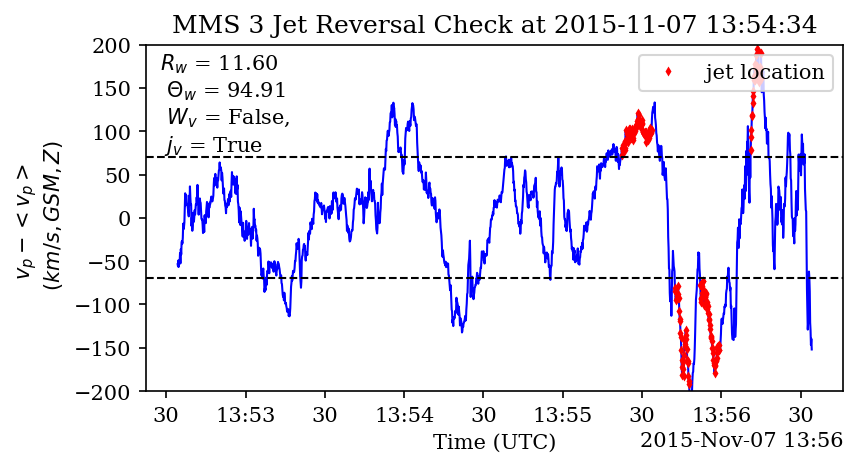 MMS 3 Jet Reversal Check at 2015-11-07 13:54:34
R_w = 11.60
Θ_w = 94.91
W_v = False,
j_v = True
jet location
v_p − <v_p>
(km/s, GSM, Z)
200
150
100
50
0
−50
−100
−150
−200
30 13:53 30 13:54 30 13:55 30 13:56 30
Time (UTC)
2015-Nov-07 13:56